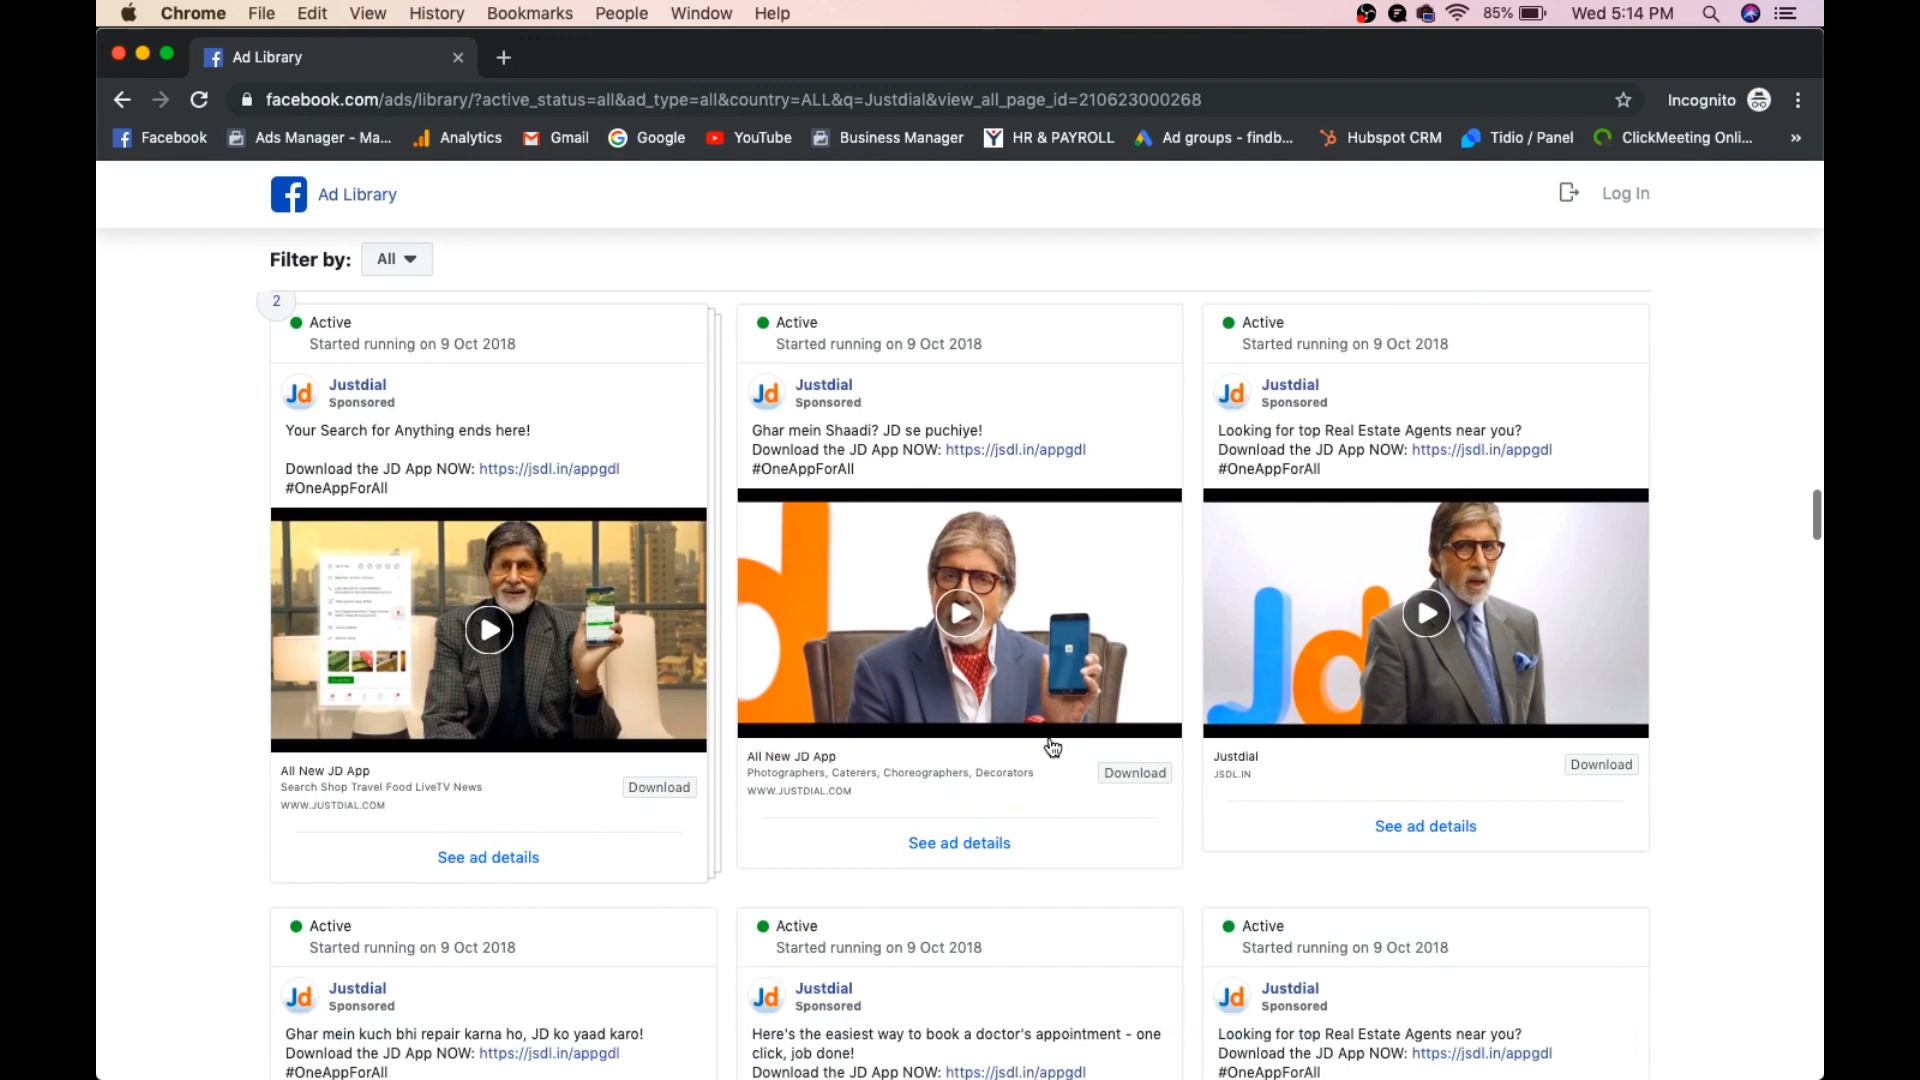 Chrome File Edit View History Bookmarks People Window Help 85% Wed 5:14 PM
Ad Library
facebook.com/ads/library/?active_status=all&ad_type=all&country=ALL&q=Justdial&view_all_page_id=210623000268 Incognito
Facebook Ads Manager - Ma... Analytics Gmail Google YouTube Business Manager HR & PAYROLL Ad groups - findb... Hubspot CRM Tidio / Panel ClickMeeting Onli... »
Ad Library Log In
Filter by: All
2
Active
Started running on 9 Oct 2018
Jd
Justdial
Sponsored
Your Search for Anything ends here!
Download the JD App NOW: https://jsdl.in/appgdl
#OneAppForAll
All New JD App
Search Shop Travel Food LiveTV News
WWW.JUSTDIAL.COM
Download
See ad details
Active
Started running on 9 Oct 2018
Jd
Justdial
Sponsored
Ghar mein Shaadi? JD se puchiye!
Download the JD App NOW: https://jsdl.in/appgdl
#OneAppForAll
d
All New JD App
Photographers, Caterers, Choreographers, Decorators
WWW.JUSTDIAL.COM
Download
See ad details
Active
Started running on 9 Oct 2018
Jd
Justdial
Sponsored
Looking for top Real Estate Agents near you?
Download the JD App NOW: https://jsdl.in/appgdl
#OneAppForAll
Jd
Justdial
JSDL.IN
Download
See ad details
Active
Started running on 9 Oct 2018
Jd
Justdial
Sponsored
Ghar mein kuch bhi repair karna ho, JD ko yaad karo!
Download the JD App NOW: https://jsdl.in/appgdl
#OneAppForAll
Active
Started running on 9 Oct 2018
Jd
Justdial
Sponsored
Here's the easiest way to book a doctor's appointment - one
click, job done!
Download the JD App NOW: https://jsdl.in/appgdl
Active
Started running on 9 Oct 2018
Jd
Justdial
Sponsored
Looking for top Real Estate Agents near you?
Download the JD App NOW: https://jsdl.in/appgdl
#OneAppForAll